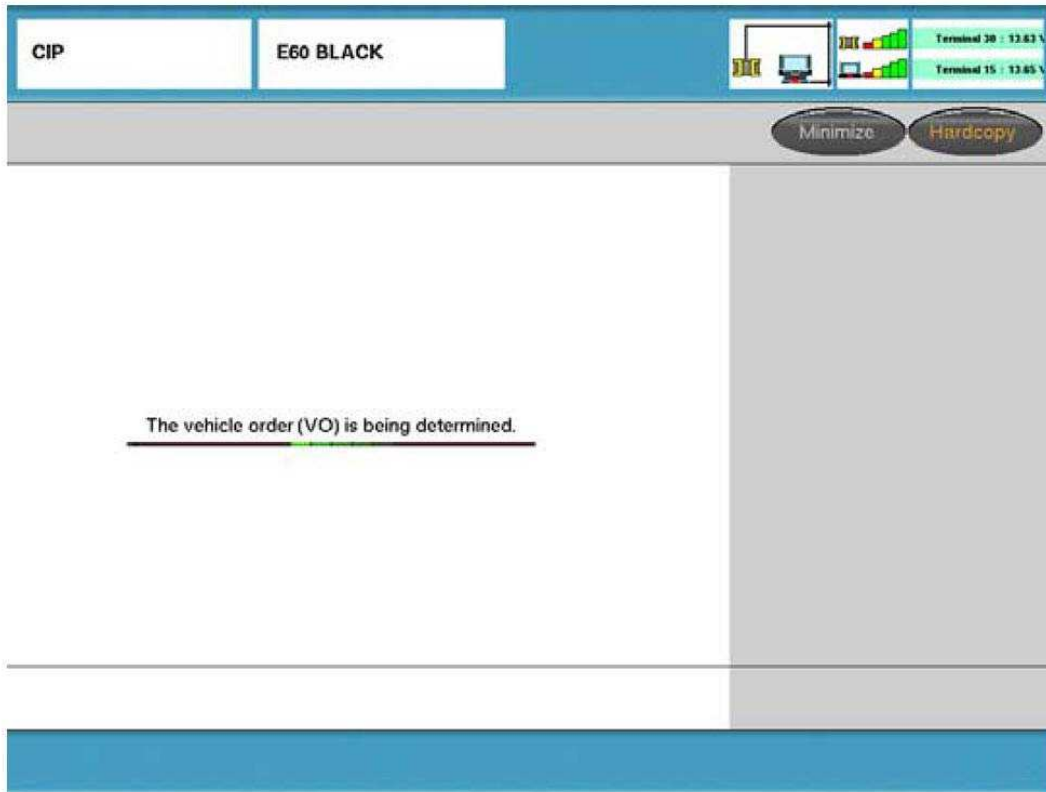 CIP
E60 BLACK
Terminal 30 : 13.63 V
Terminal 15 : 13.65 V
Minimize
Hardcopy
The vehicle order (VO) is being determined.